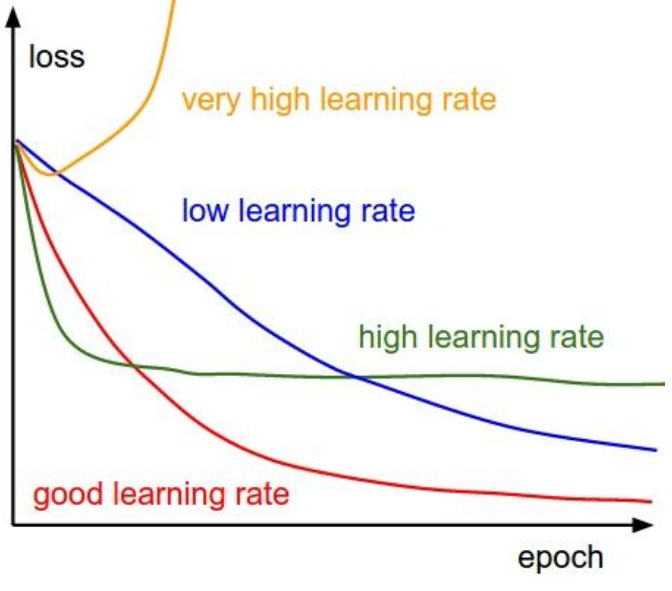 loss
very high learning rate
low learning rate
high learning rate
good learning rate
epoch